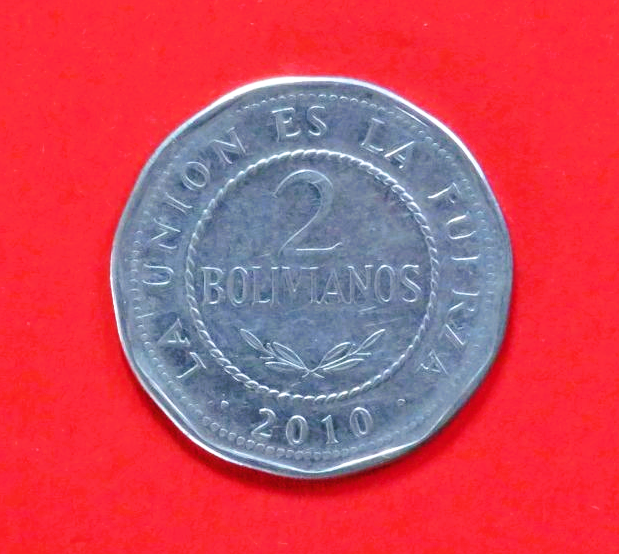 LA UNION ES LA FUERZA
2
BOLIVIANOS
2010